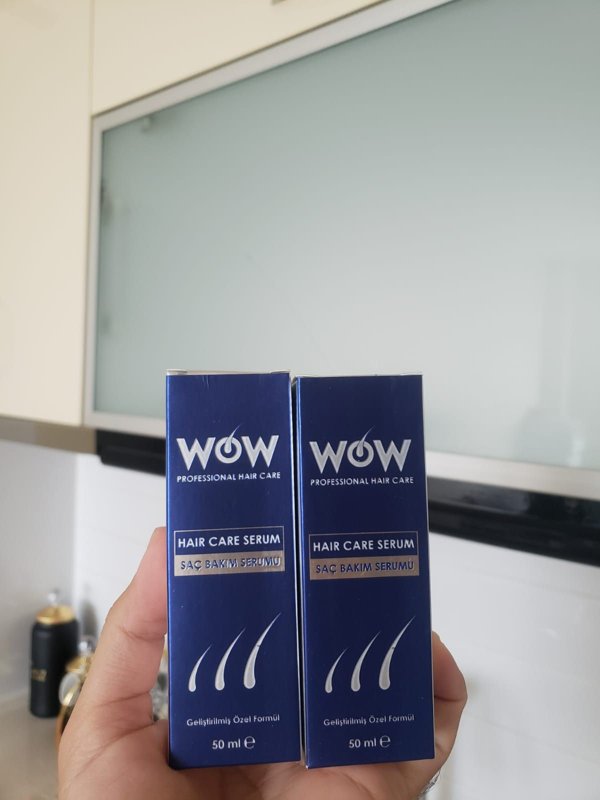 WOW
PROFESSIONAL HAIR CARE
HAIR CARE SERUM
SAÇ BAKIM SERUMU
Geliştirilmiş Özel Formül
50 ml ℮
WOW
PROFESSIONAL HAIR CARE
HAIR CARE SERUM
SAÇ BAKIM SERUMU
Geliştirilmiş Özel Formül
50 ml ℮